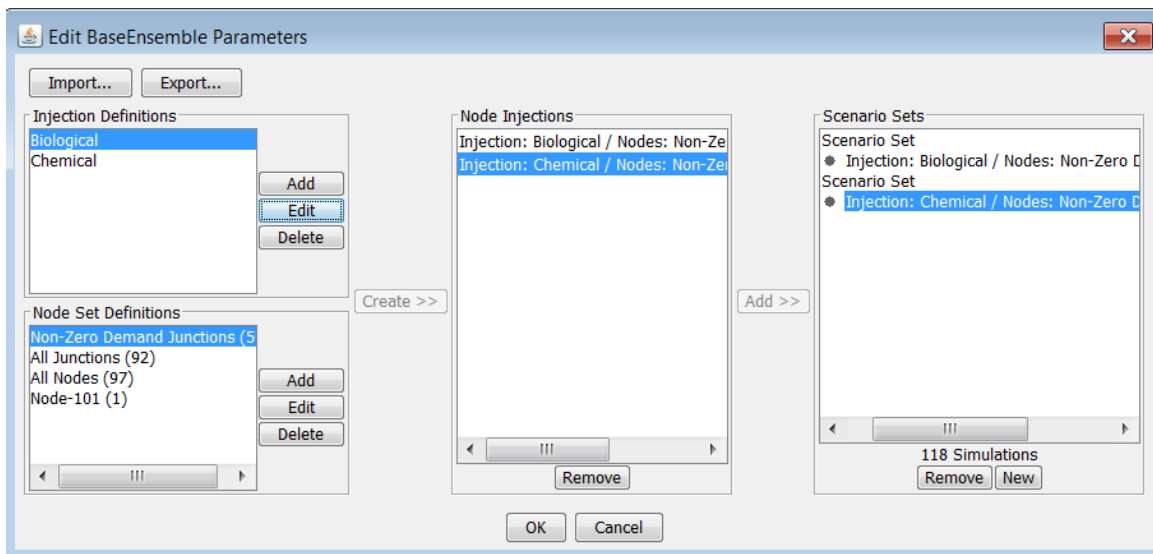 Edit BaseEnsemble Parameters
Import...
Export...
Injection Definitions
Biological
Chemical
Add
Edit
Delete
Node Set Definitions
Non-Zero Demand Junctions (5
All Junctions (92)
All Nodes (97)
Node-101 (1)
Add
Edit
Delete
Create >>
Node Injections
Injection: Biological / Nodes: Non-Ze
Injection: Chemical / Nodes: Non-Ze
Remove
Add >>
Scenario Sets
Scenario Set
Injection: Biological / Nodes: Non-Zero D
Scenario Set
Injection: Chemical / Nodes: Non-Zero D
118 Simulations
Remove
New
OK
Cancel